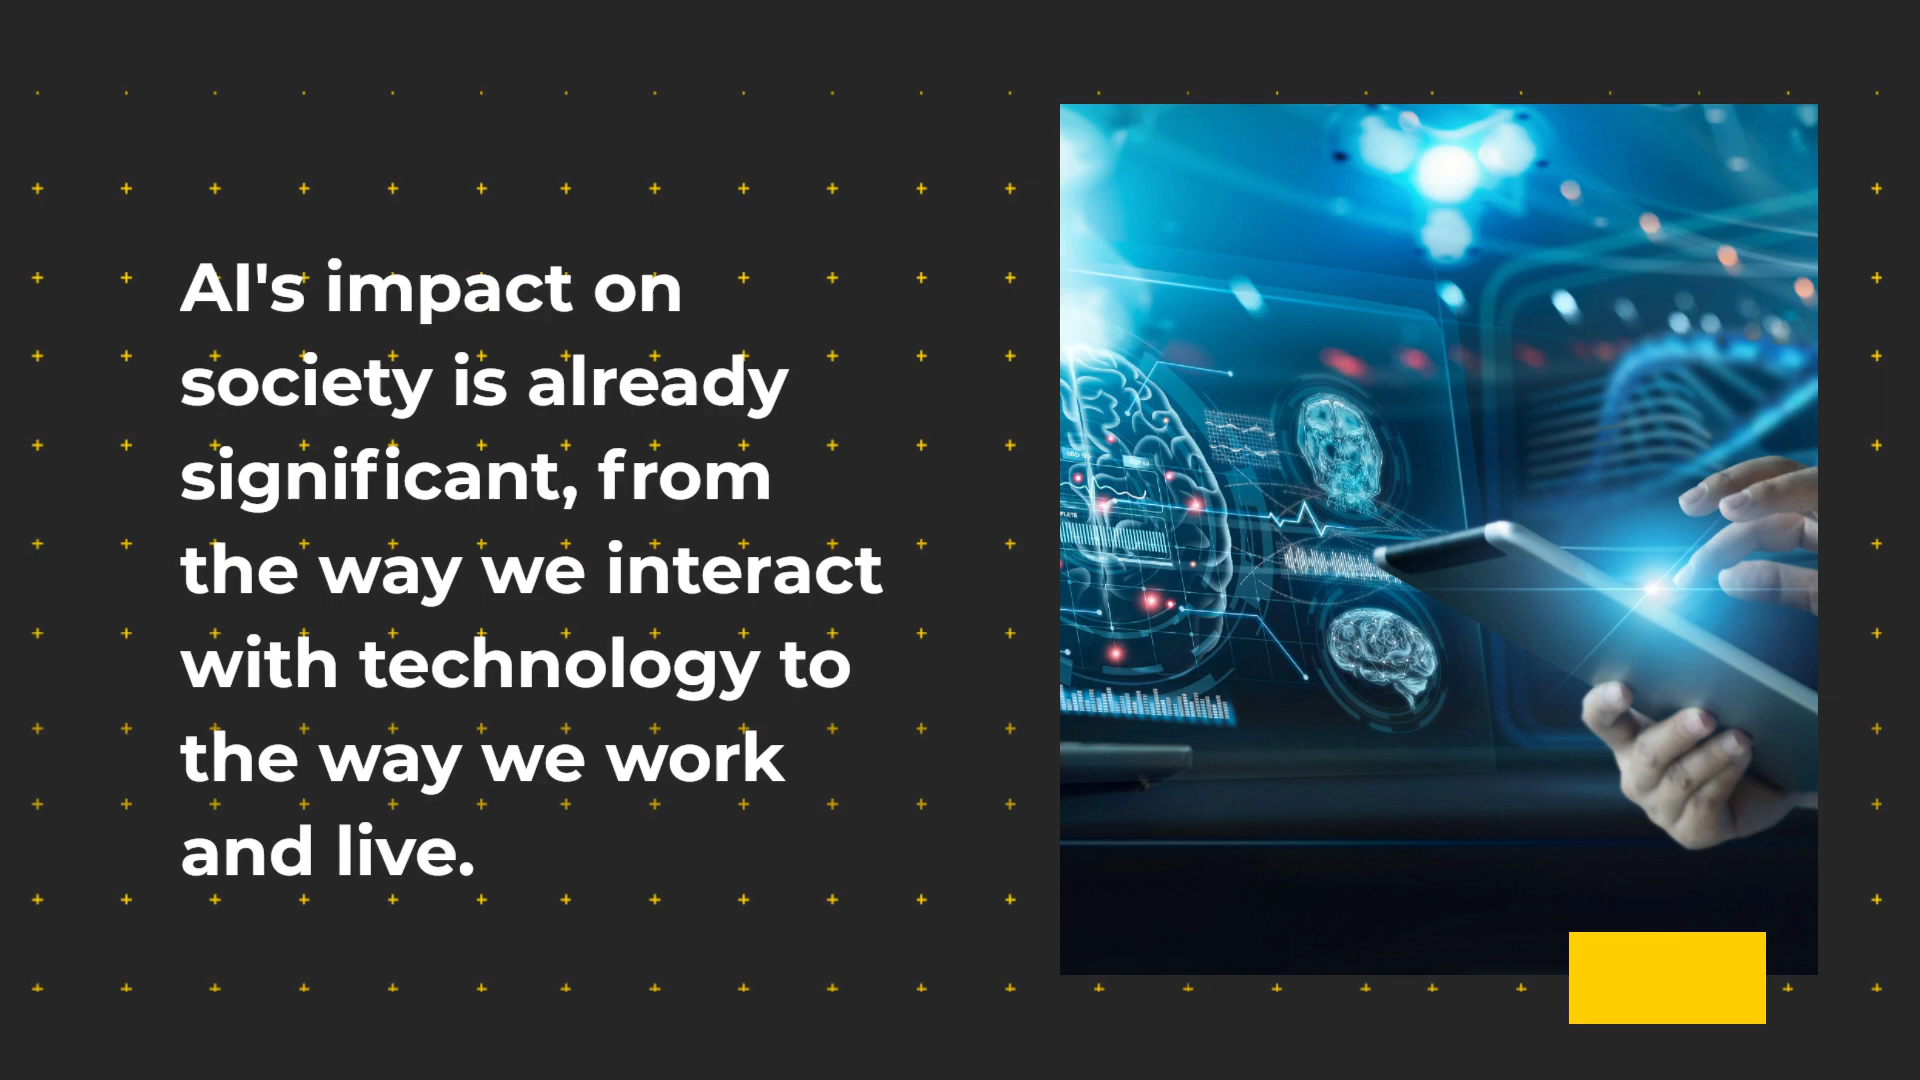 AI's impact on
society is already
significant, from
the way we interact
with technology to
the way we work
and live.